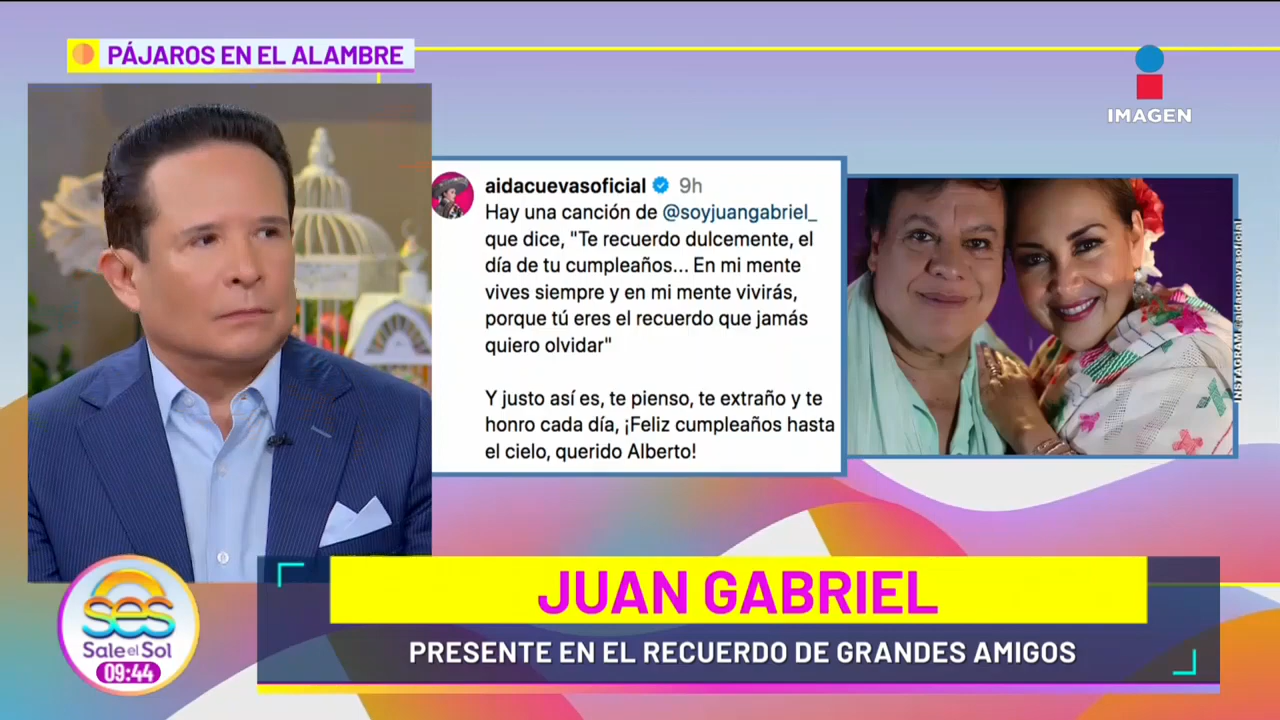 PÁJAROS EN EL ALAMBRE
IMAGEN
aidacuevasoficial 9h
Hay una canción de @soyjuangabriel_
que dice, "Te recuerdo dulcemente, el
día de tu cumpleaños... En mi mente
vives siempre y en mi mente vivirás,
porque tú eres el recuerdo que jamás
quiero olvidar"
Y justo así es, te pienso, te extraño y te
honro cada día, ¡Feliz cumpleaños hasta
el cielo, querido Alberto!
INSTAGRAM @aidacuevasoficial
JUAN GABRIEL
PRESENTE EN EL RECUERDO DE GRANDES AMIGOS
ses
Sale el Sol
09:44